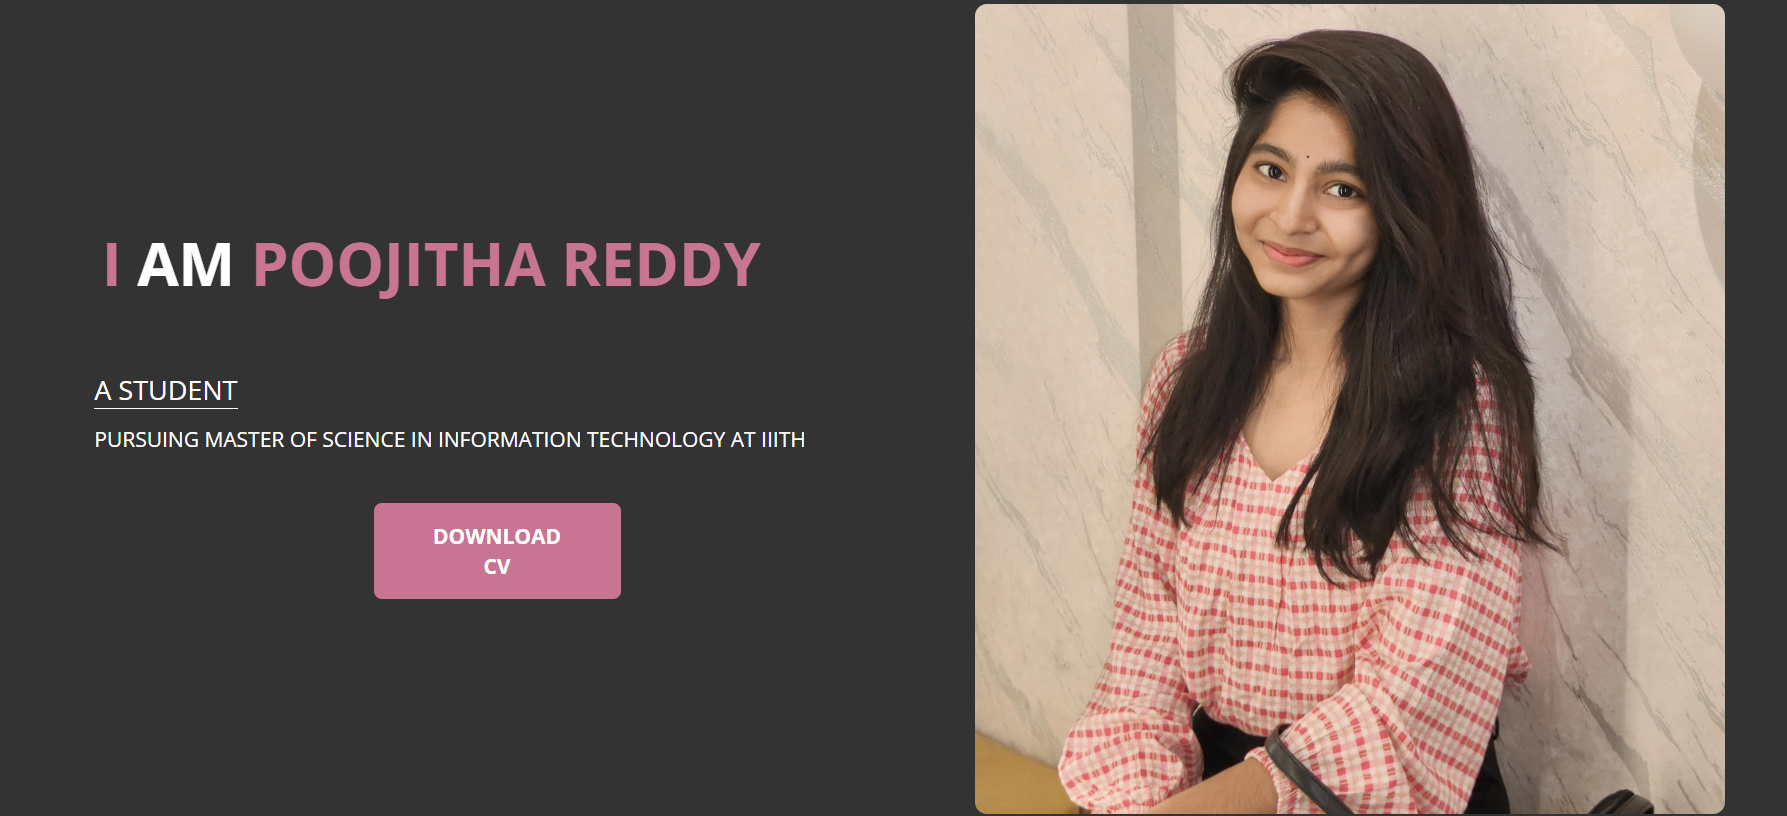 I AM POOJITHA REDDY
A STUDENT
PURSUING MASTER OF SCIENCE IN INFORMATION TECHNOLOGY AT IIITH
DOWNLOAD
CV